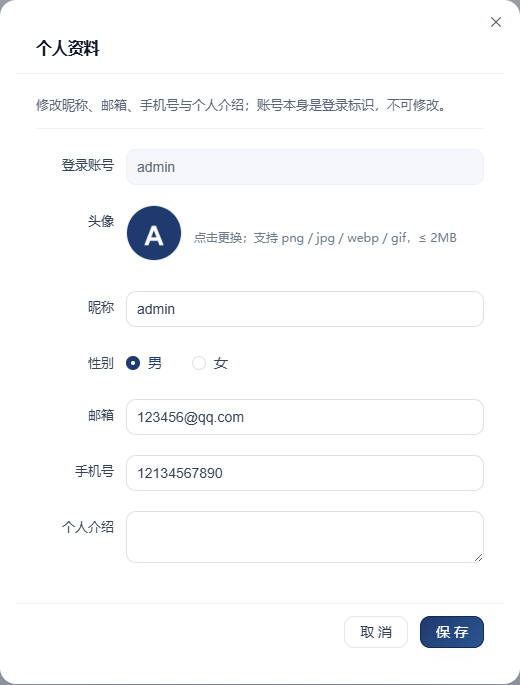 个人资料
修改昵称、邮箱、手机号与个人介绍；账号本身是登录标识，不可修改。
登录账号 admin
头像 A 点击更换：支持 png / jpg / webp / gif，≤ 2MB
昵称 admin
性别 男 女
邮箱 123456@qq.com
手机号 12134567890
个人介绍
取 消 保 存